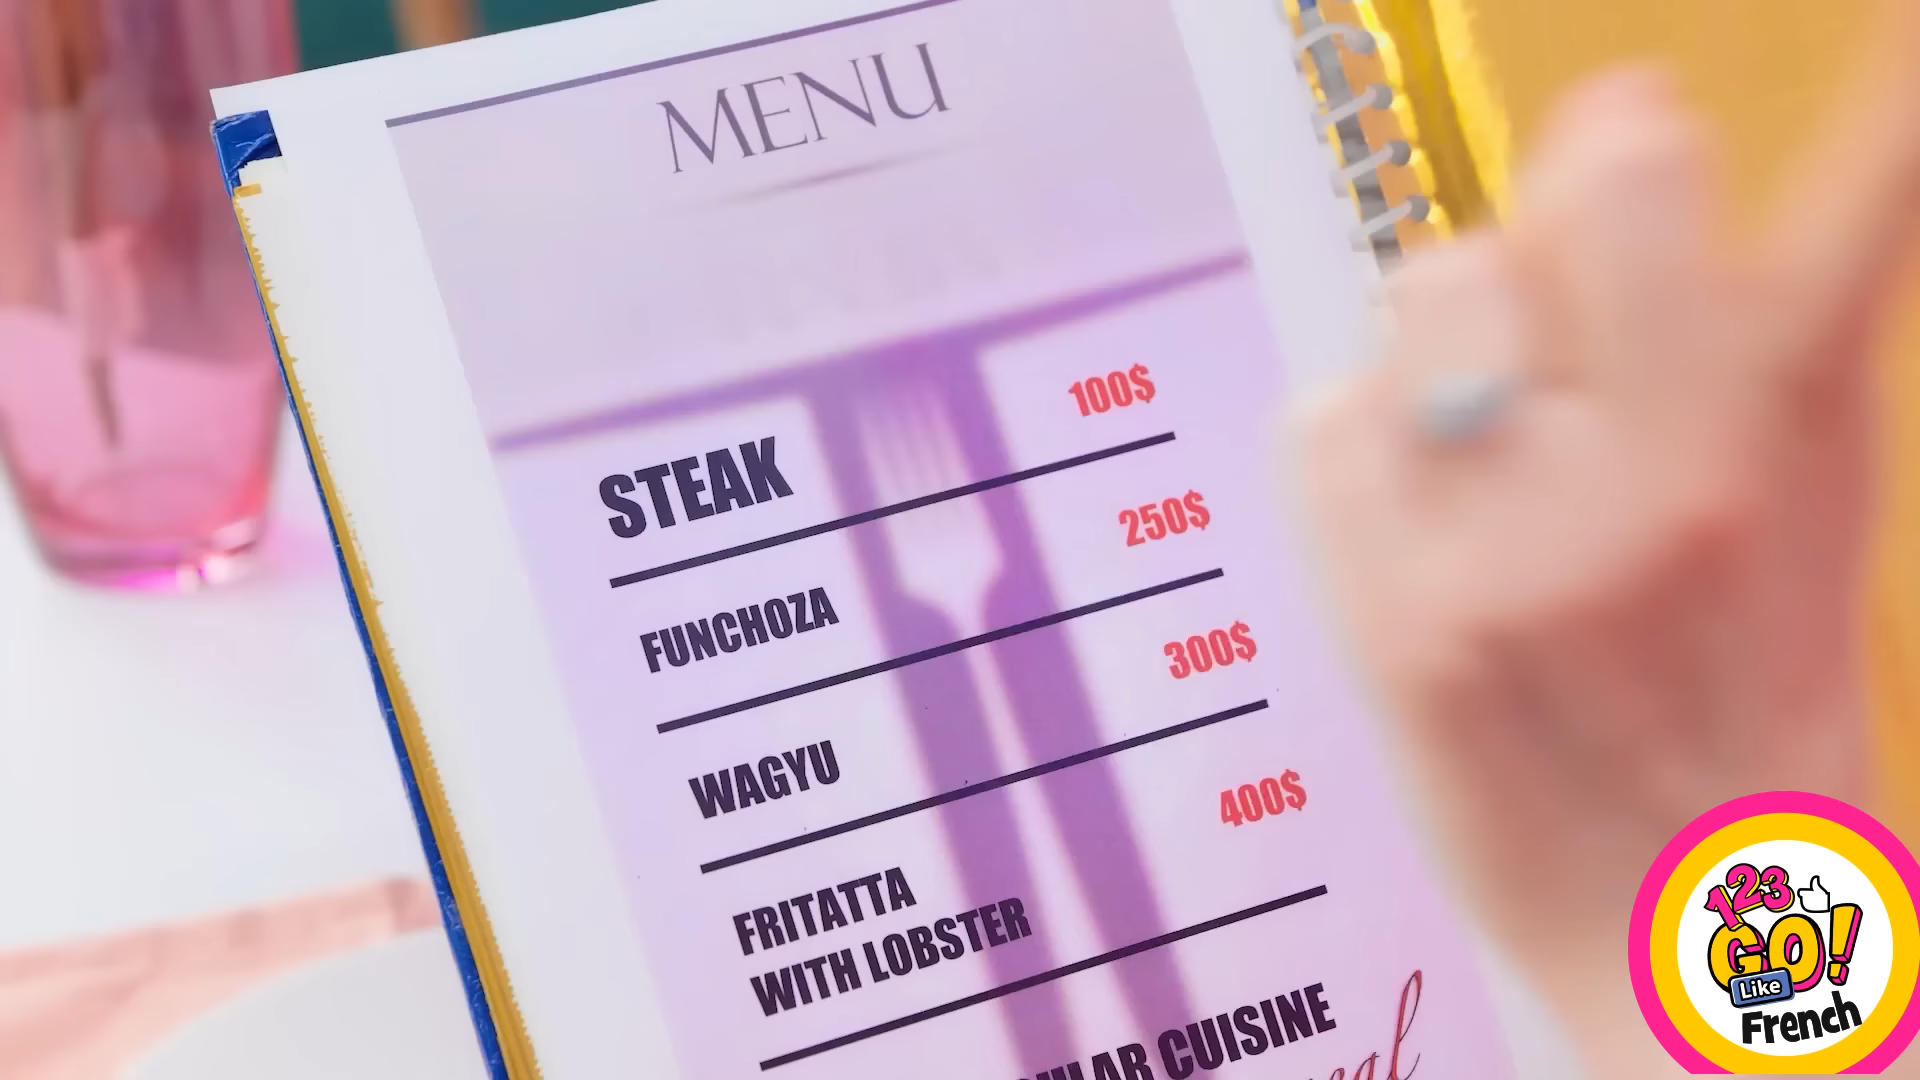 MENU
STEAK 100$
FUNCHOZA 250$
WAGYU 300$
FRITATTA 400$
WITH LOBSTER
CUISINE
123
GO!
Like
French